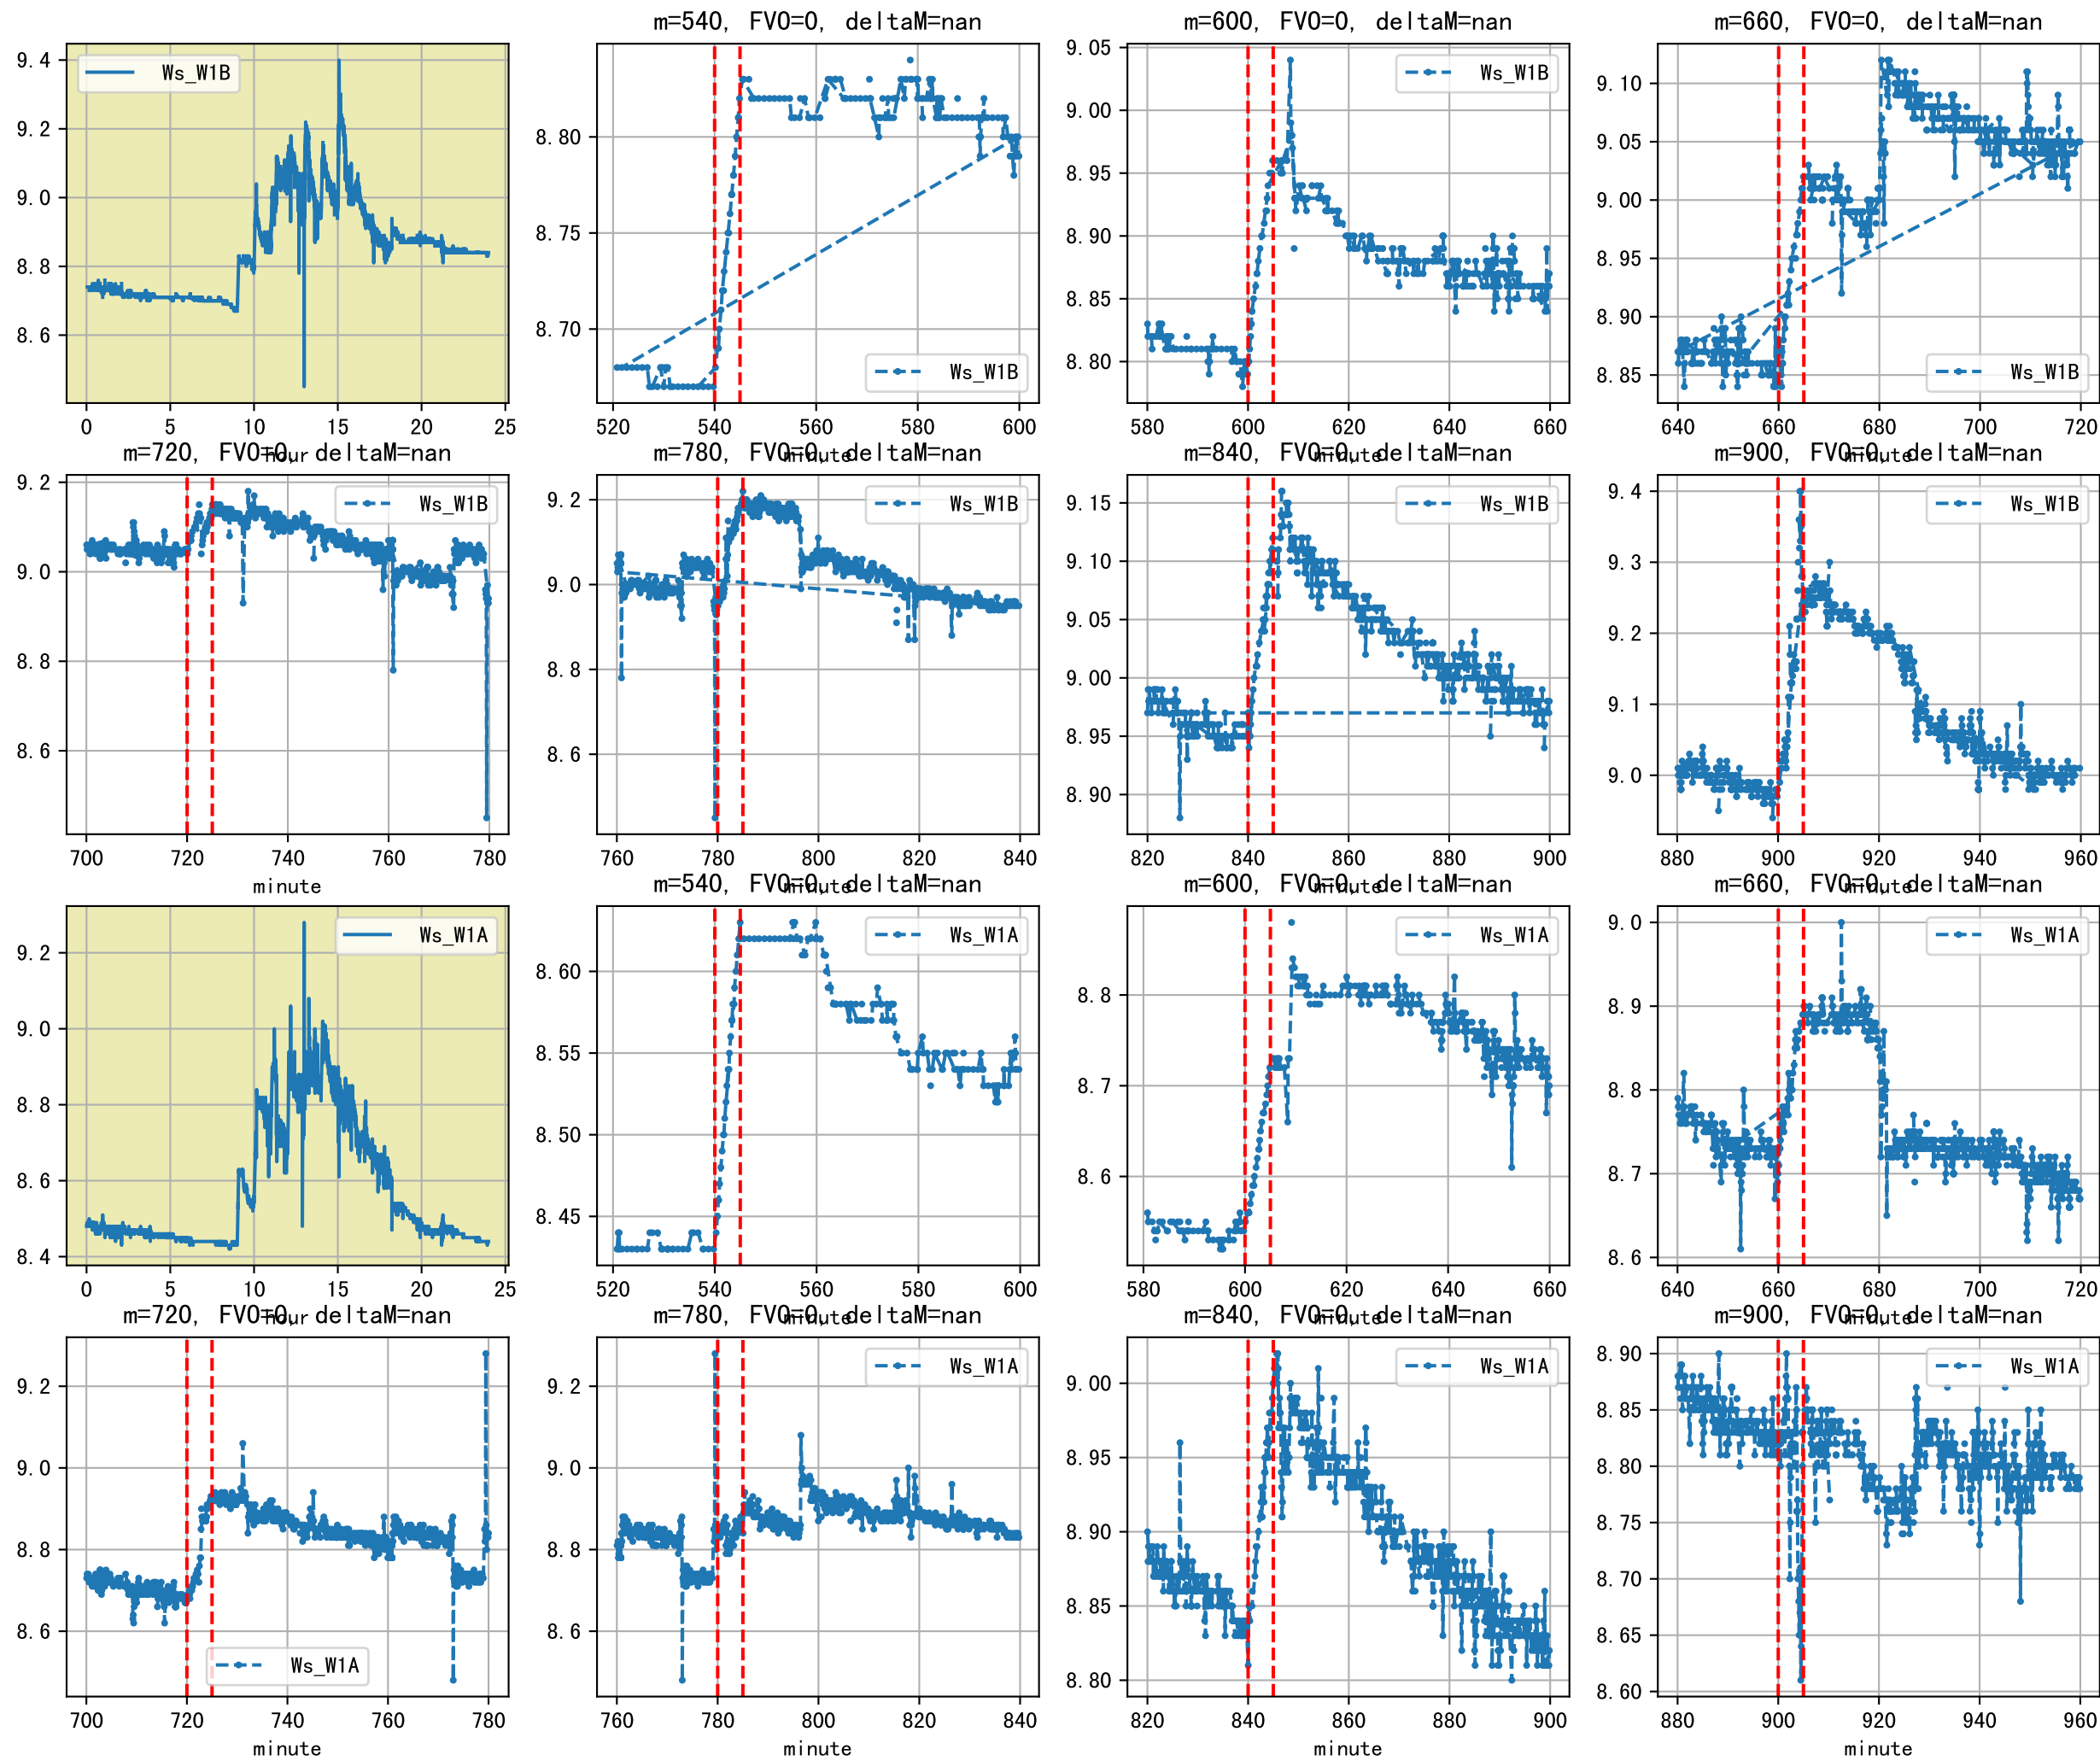 m=540, FVO=0, deltaM=nan
m=600, FVO=0, deltaM=nan
m=660, FVO=0, deltaM=nan
9.4
9.2
9.0
8.8
8.6
Ws_W1B
0 5 10 15 20 25
hour
8.80
8.75
8.70
Ws_W1B
520 540 560 580 600
minute
9.05
9.00
8.95
8.90
8.85
8.80
Ws_W1B
580 600 620 640 660
minute
9.10
9.05
9.00
8.95
8.90
8.85
Ws_W1B
640 660 680 700 720
minute
m=720, FVO=0, deltaM=nan
m=780, FVO=0, deltaM=nan
m=840, FVO=0, deltaM=nan
m=900, FVO=0, deltaM=nan
9.2
9.0
8.8
8.6
Ws_W1B
700 720 740 760 780
minute
9.2
9.0
8.8
8.6
Ws_W1B
760 780 800 820 840
minute
9.15
9.10
9.05
9.00
8.95
8.90
Ws_W1B
820 840 860 880 900
minute
9.4
9.3
9.2
9.1
9.0
Ws_W1B
880 900 920 940 960
minute
m=540, FVO=0, deltaM=nan
m=600, FVO=0, deltaM=nan
m=660, FVO=0, deltaM=nan
9.2
9.0
8.8
8.6
8.4
Ws_W1A
0 5 10 15 20 25
hour
8.60
8.55
8.50
8.45
Ws_W1A
520 540 560 580 600
minute
8.8
8.7
8.6
Ws_W1A
580 600 620 640 660
minute
9.0
8.9
8.8
8.7
8.6
Ws_W1A
640 660 680 700 720
minute
m=720, FVO=0, deltaM=nan
m=780, FVO=0, deltaM=nan
m=840, FVO=0, deltaM=nan
m=900, FVO=0, deltaM=nan
9.2
9.0
8.8
8.6
Ws_W1A
700 720 740 760 780
minute
9.2
9.0
8.8
8.6
Ws_W1A
760 780 800 820 840
minute
9.00
8.95
8.90
8.85
8.80
Ws_W1A
820 840 860 880 900
minute
8.90
8.85
8.80
8.75
8.70
8.65
8.60
Ws_W1A
880 900 920 940 960
minute